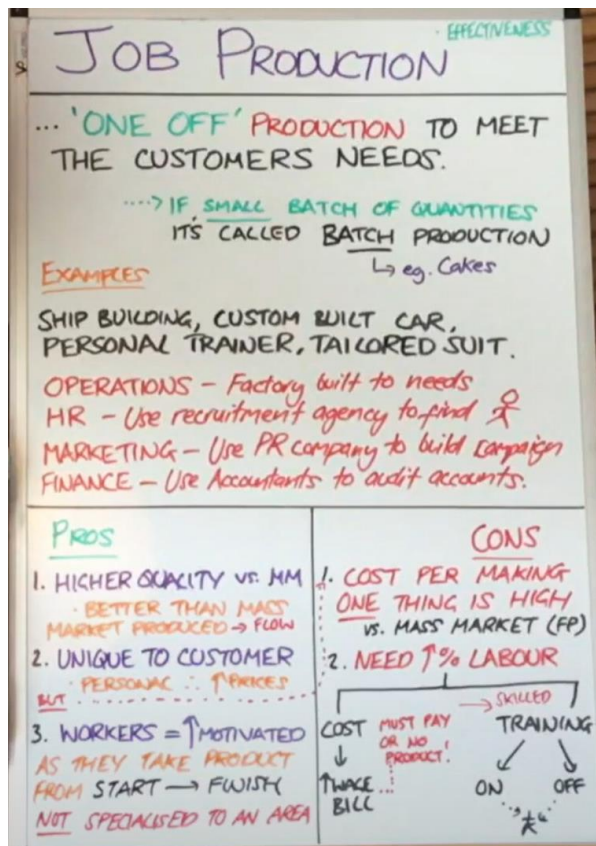 · EFFECTIVENESS
JOB PRODUCTION
... 'ONE OFF' PRODUCTION TO MEET
THE CUSTOMERS NEEDS.
····> IF SMALL BATCH OF QUANTITIES
IT'S CALLED BATCH PRODUCTION
↳ eg. Cakes
EXAMPLES
SHIP BUILDING, CUSTOM BUILT CAR,
PERSONAL TRAINER, TAILORED SUIT.
OPERATIONS – Factory built to needs
HR – Use recruitment agency to find
MARKETING – Use PR company to build campaign
FINANCE – Use Accountants to audit accounts.
PROS
1. HIGHER QUALITY vs. MM
· BETTER THAN MASS
MARKET PRODUCED → FLOW
2. UNIQUE TO CUSTOMER
· PERSONAL ∴ ↑PRICES
BUT
3. WORKERS = ↑MOTIVATED
AS THEY TAKE PRODUCT
FROM START → FINISH
NOT SPECIALISED TO AN AREA
CONS
1. COST PER MAKING
ONE THING IS HIGH
vs. MASS MARKET (FP)
2. NEED ↑% LABOUR
→ SKILLED
COST
↓
↑WAGE
BILL
MUST PAY
OR NO
PRODUCT!
TRAINING
ON OFF